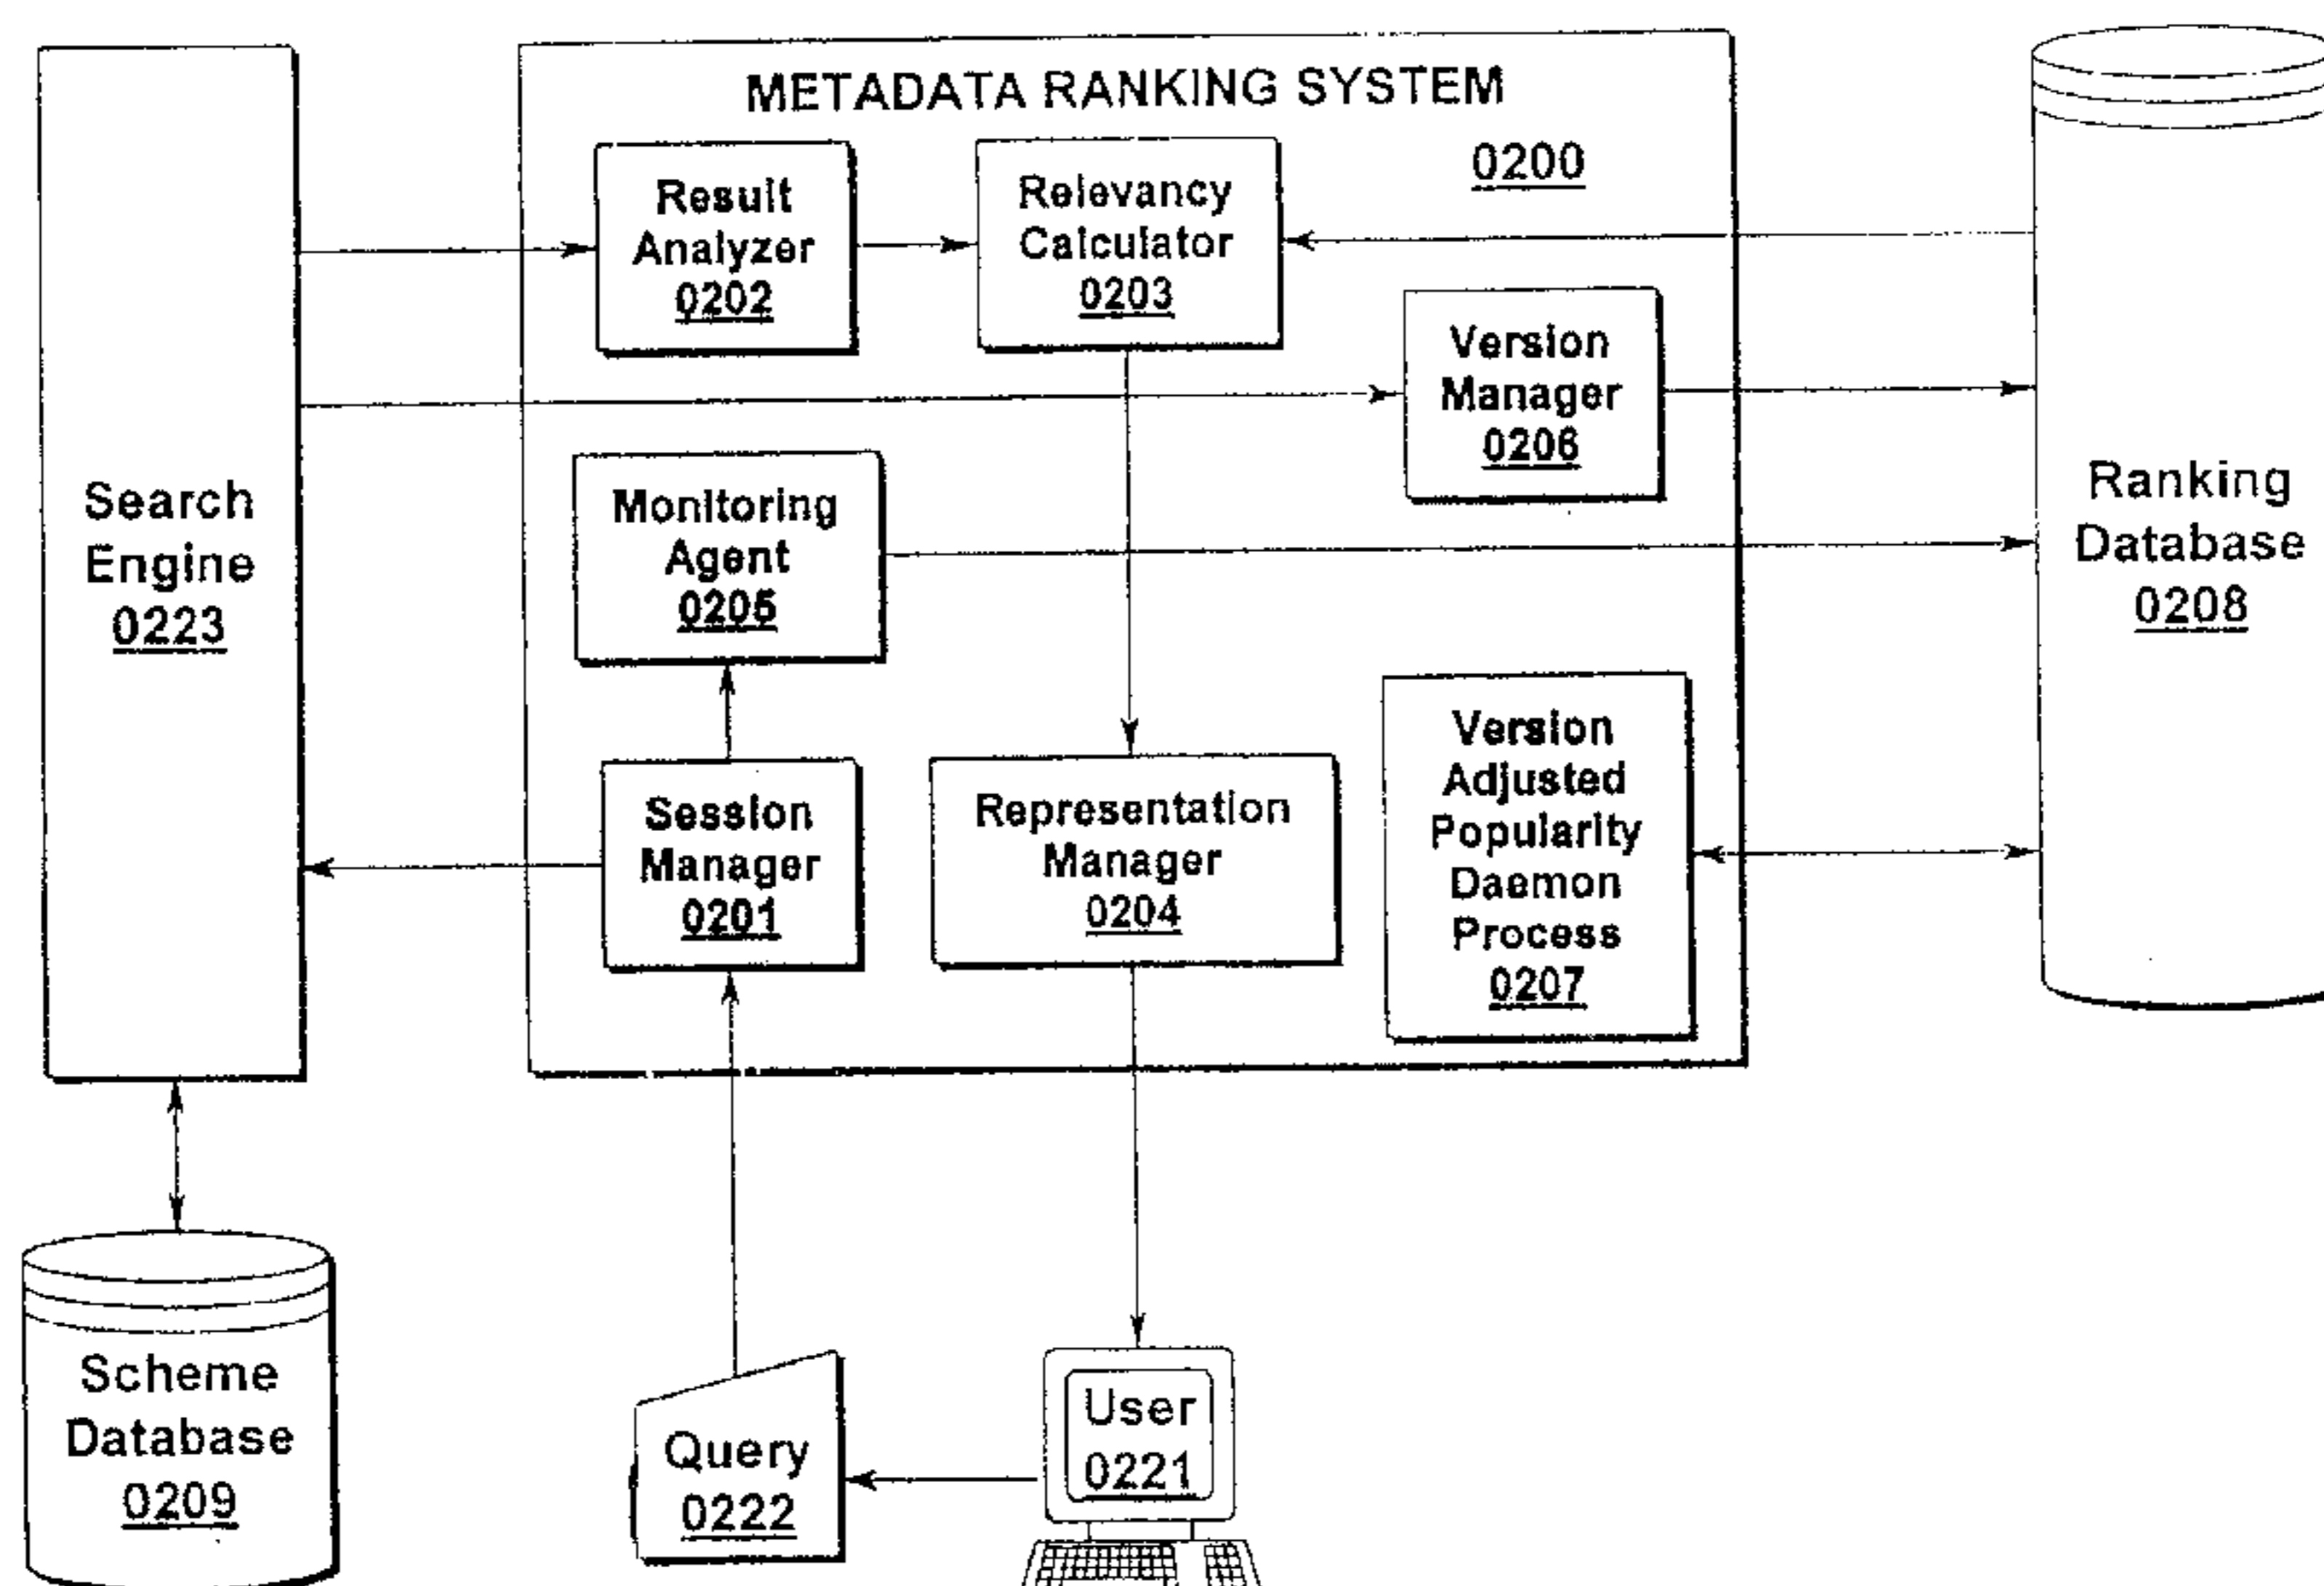 METADATA RANKING SYSTEM
0200
Result
Analyzer
0202
Relevancy
Calculator
0203
Version
Manager
0206
Search
Engine
0223
Monitoring
Agent
0205
Ranking
Database
0208
Session
Manager
0201
Representation
Manager
0204
Version
Adjusted
Popularity
Daemon
Process
0207
Scheme
Database
0209
Query
0222
User
0221